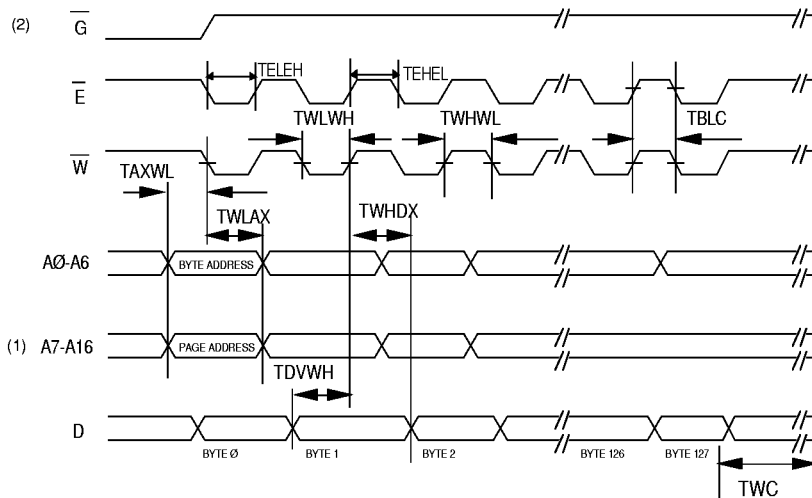 (2) G
E TELEH TEHEL
TWLWH TWHWL TBLC
W
TAXWL
TWLAX TWHDX
AØ-A6 BYTE ADDRESS
(1) A7-A16 PAGE ADDRESS
TDVWH
D
BYTE Ø BYTE 1 BYTE 2 BYTE 126 BYTE 127
TWC